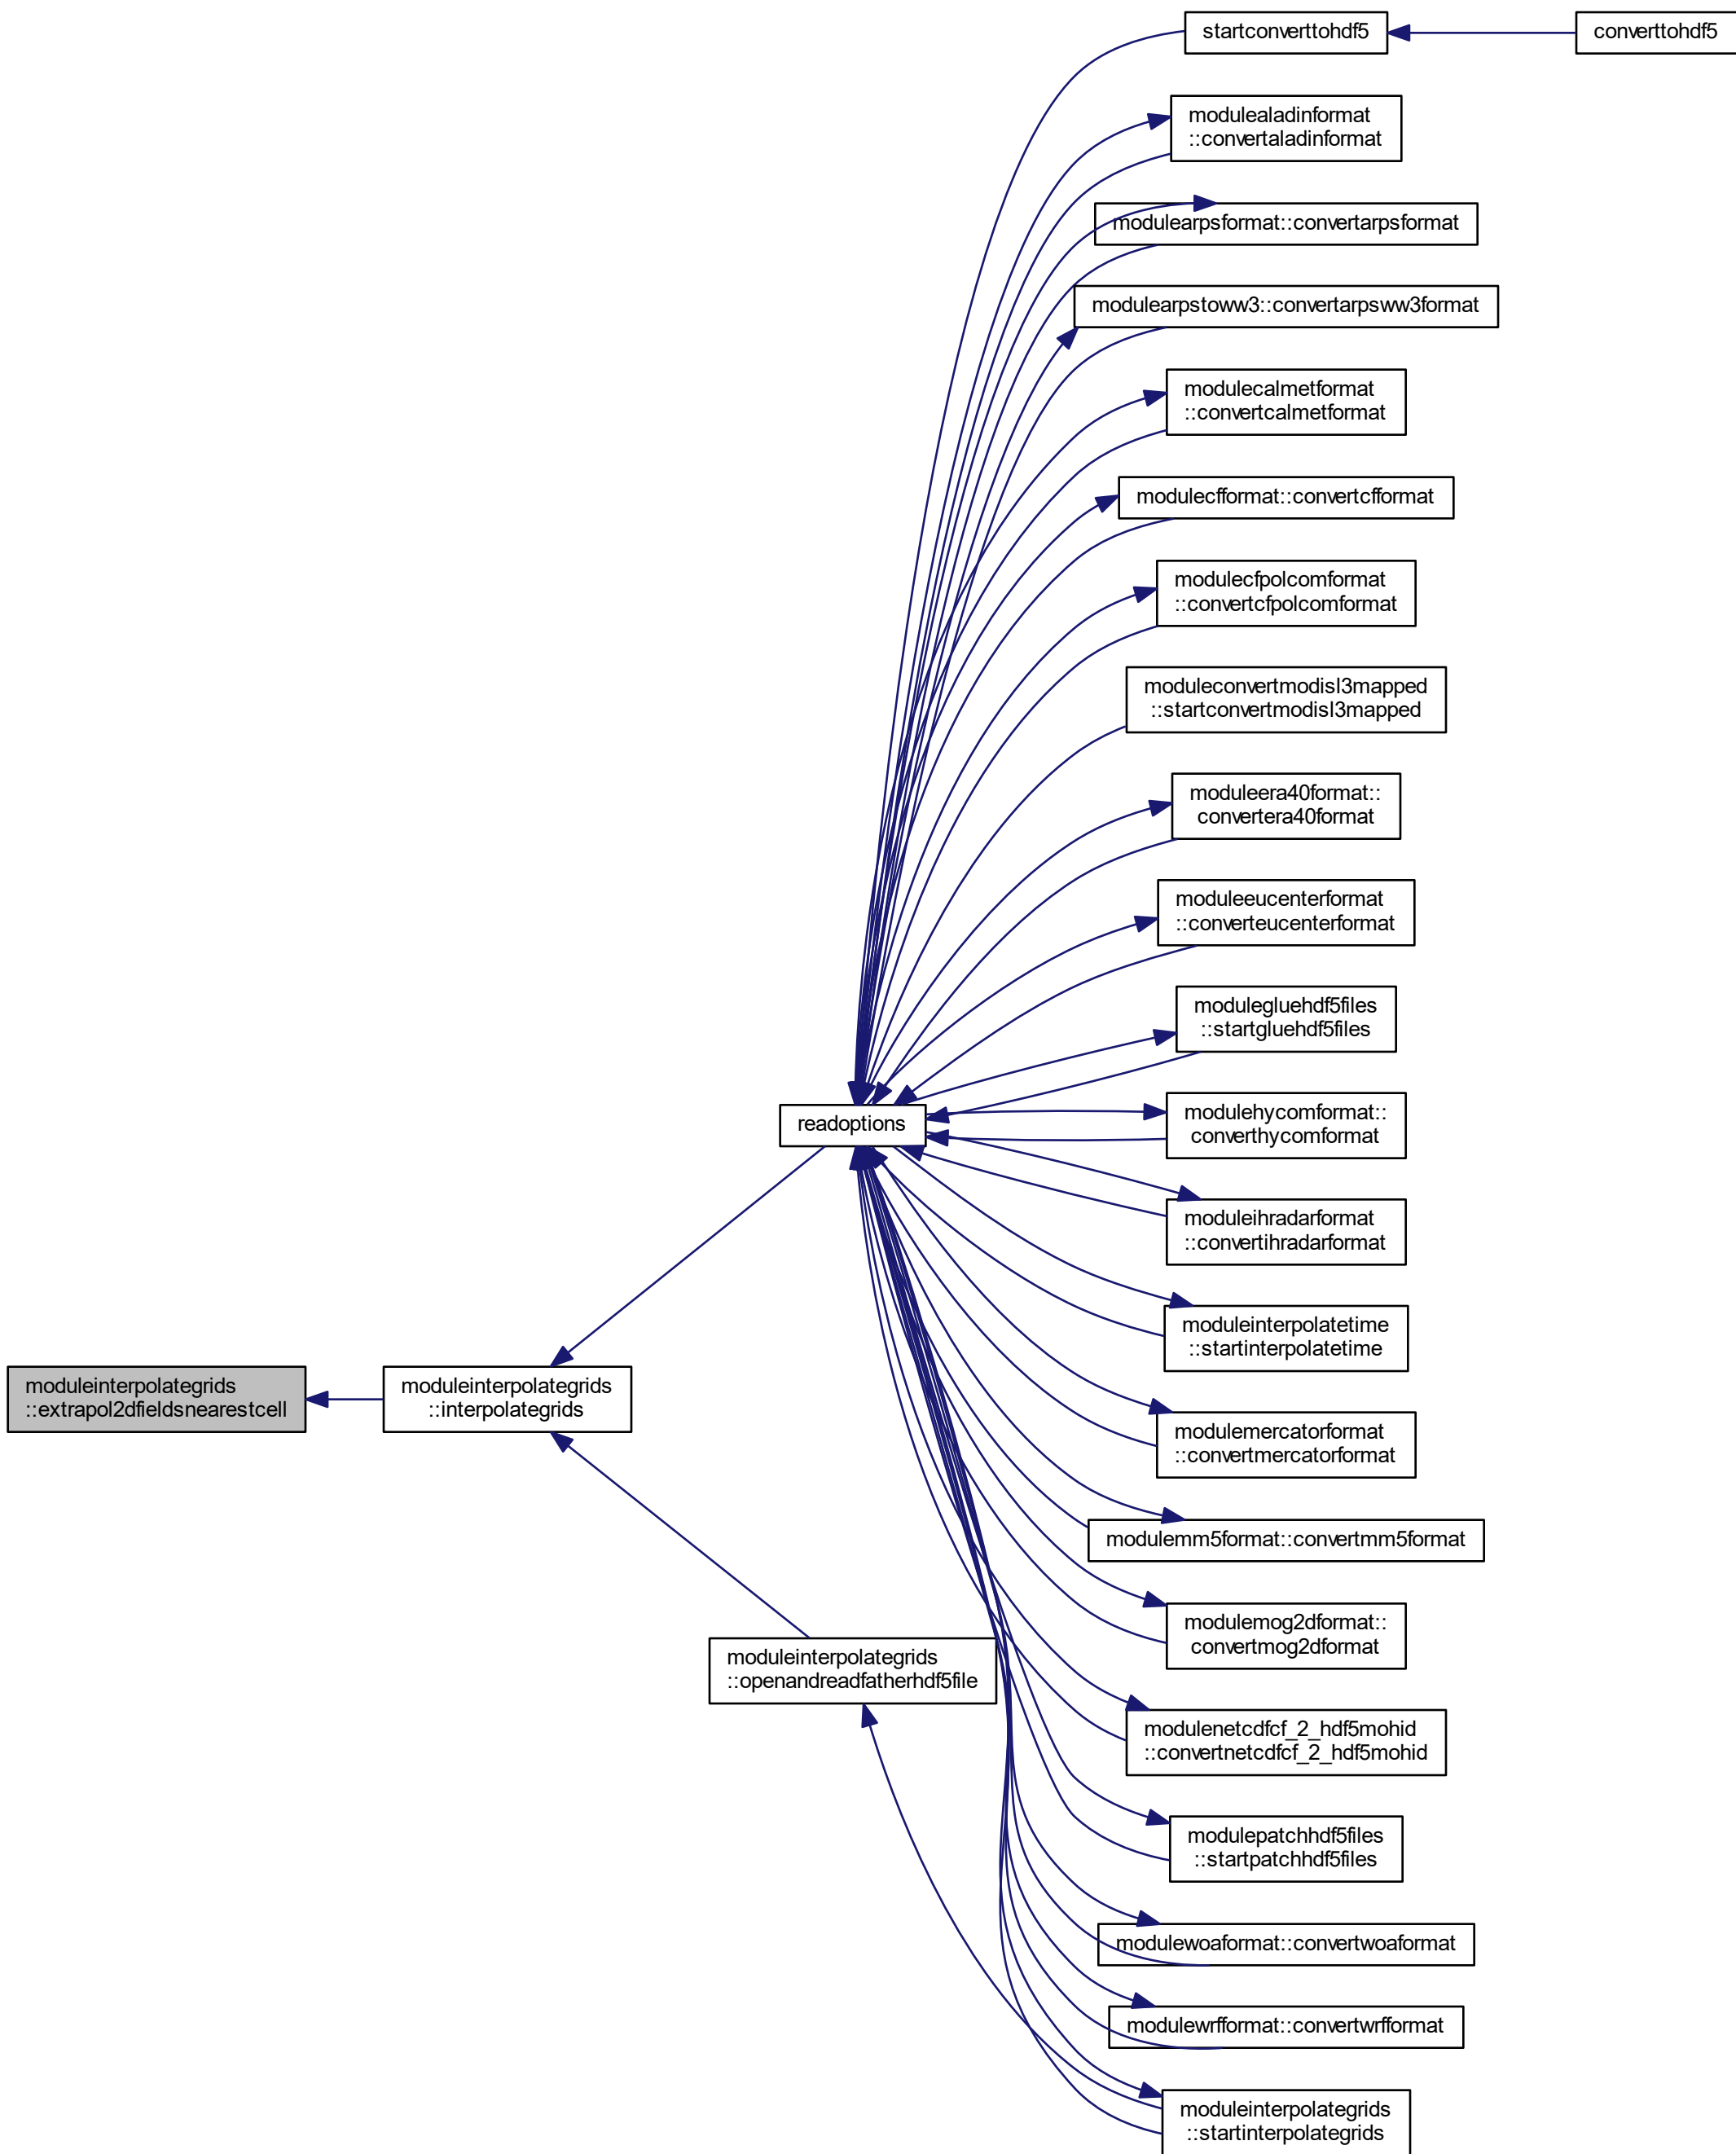 startconverttohdf5
converttohdf5
modulealadinformat
::convertaladinformat
modulearpsformat::convertarpsformat
modulearpstoww3::convertarpsww3format
modulecalmetformat
::convertcalmetformat
modulecfformat::convertcfformat
modulecfpolcomformat
::convertcfpolcomformat
moduleconvertmodisl3mapped
::startconvertmodisl3mapped
moduleera40format::
convertera40format
moduleeucenterformat
::converteucenterformat
modulegluehdf5files
::startgluehdf5files
readoptions
modulehycomformat::
converthycomformat
moduleihradarformat
::convertihradarformat
moduleinterpolatetime
::startinterpolatetime
moduleinterpolategrids
::extrapol2dfieldsnearestcell
moduleinterpolategrids
::interpolategrids
modulemercatorformat
::convertmercatorformat
modulemm5format::convertmm5format
modulemog2dformat::
convertmog2dformat
moduleinterpolategrids
::openandreadfatherhdf5file
modulenetcdfcf_2_hdf5mohid
::convertnetcdfcf_2_hdf5mohid
modulepatchhdf5files
::startpatchhdf5files
modulewoaformat::convertwoaformat
modulewrfformat::convertwrfformat
moduleinterpolategrids
::startinterpolategrids